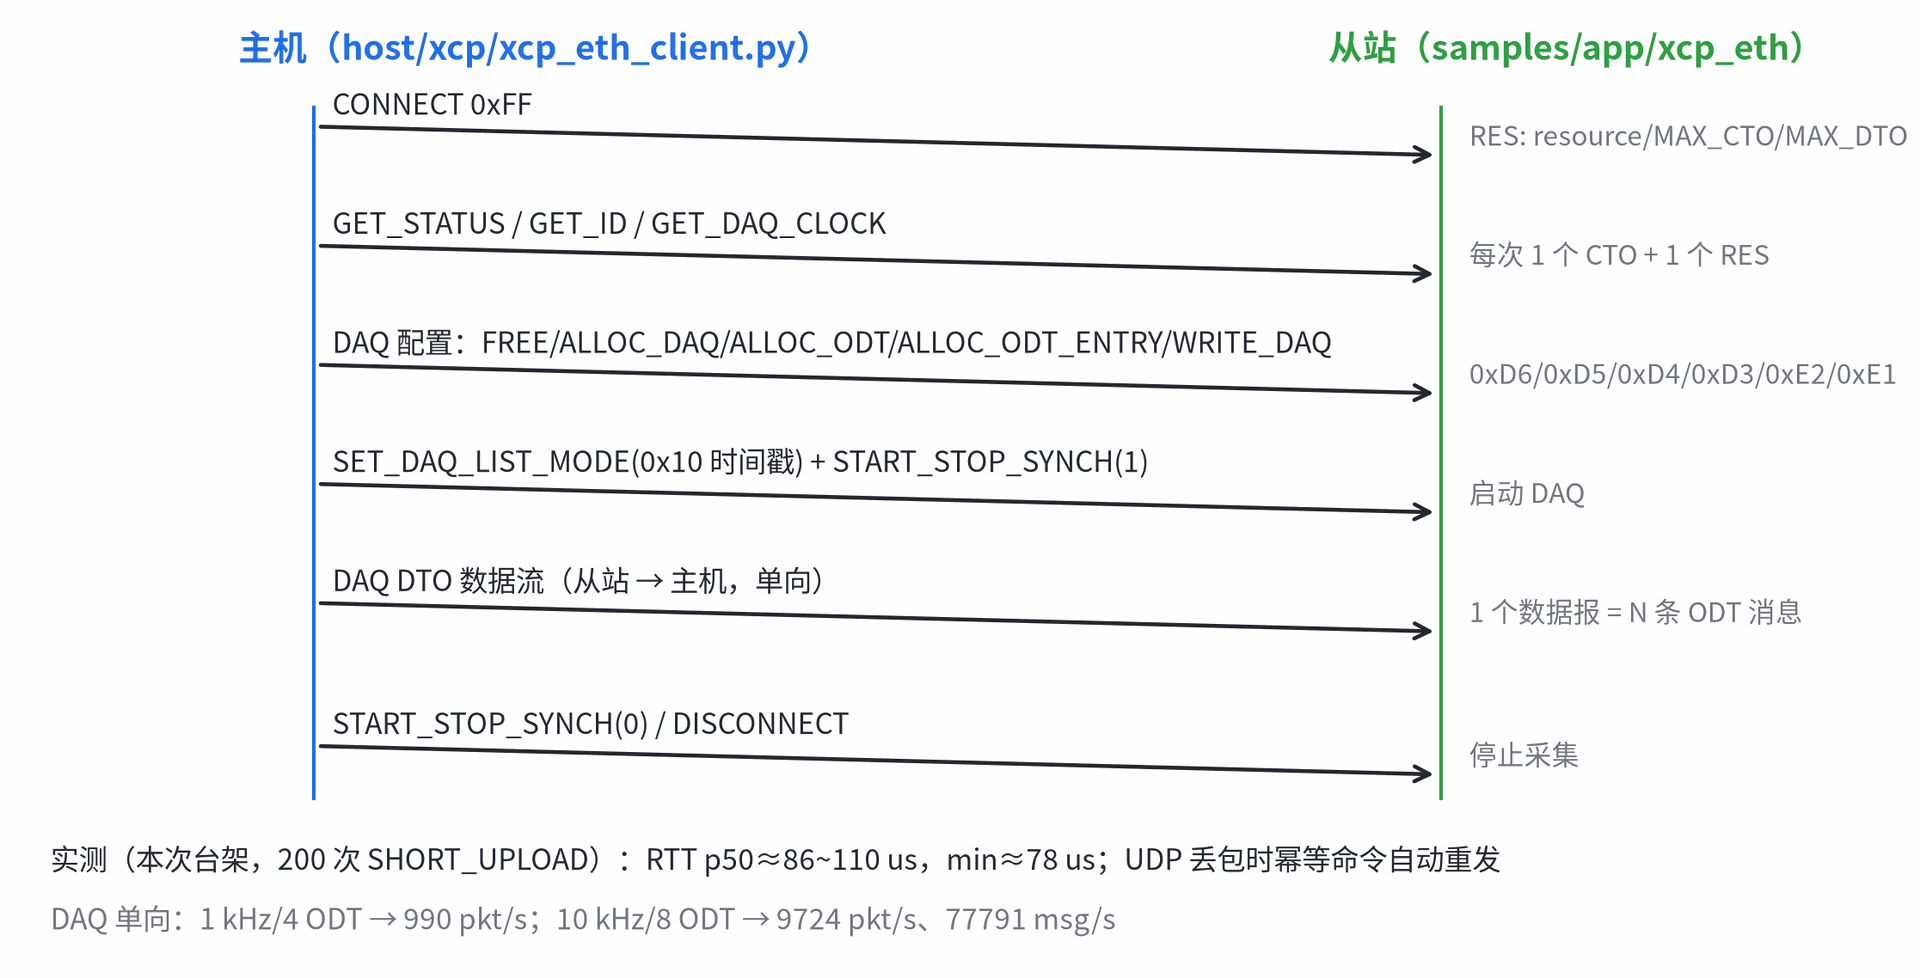 主机（host/xcp/xcp_eth_client.py）
从站（samples/app/xcp_eth）
CONNECT 0xFF
RES: resource/MAX_CTO/MAX_DTO
GET_STATUS / GET_ID / GET_DAQ_CLOCK
每次 1 个 CTO + 1 个 RES
DAQ 配置：FREE/ALLOC_DAQ/ALLOC_ODT/ALLOC_ODT_ENTRY/WRITE_DAQ
0xD6/0xD5/0xD4/0xD3/0xE2/0xE1
SET_DAQ_LIST_MODE(0x10 时间戳) + START_STOP_SYNCH(1)
启动 DAQ
DAQ DTO 数据流（从站 → 主机，单向）
1 个数据报 = N 条 ODT 消息
START_STOP_SYNCH(0) / DISCONNECT
停止采集
实测（本次台架，200 次 SHORT_UPLOAD）：RTT p50≈86~110 us，min≈78 us；UDP 丢包时幂等命令自动重发
DAQ 单向：1 kHz/4 ODT → 990 pkt/s；10 kHz/8 ODT → 9724 pkt/s、77791 msg/s